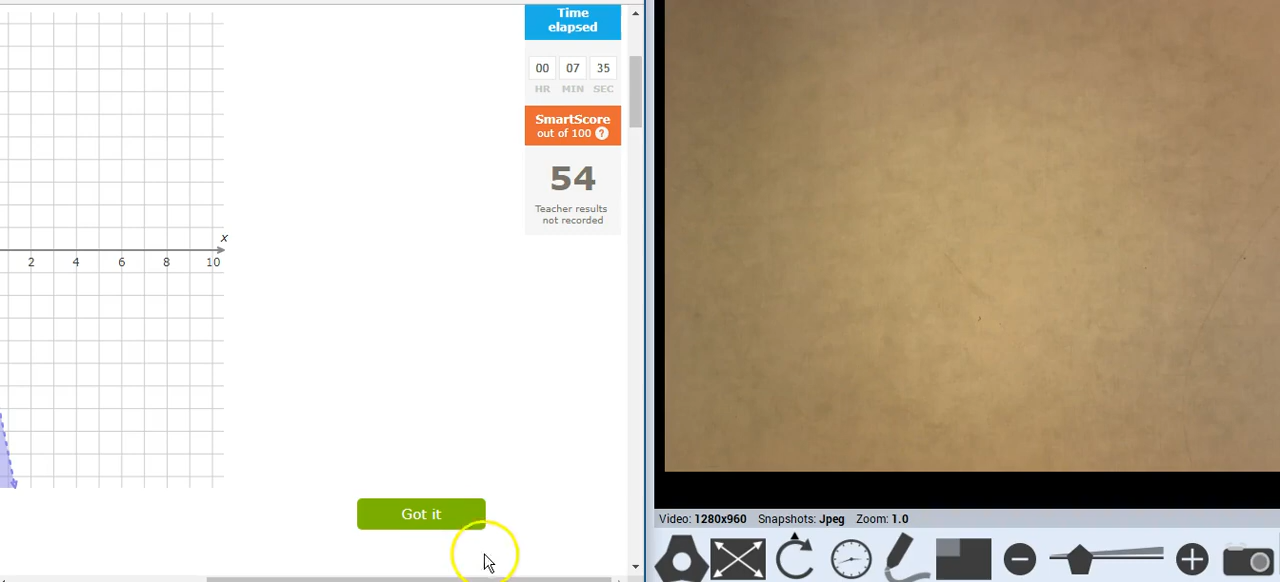 Time
elapsed
00 07 35
HR MIN SEC
SmartScore
out of 100 ?
54
Teacher results
not recorded
x
2 4 6 8 10
Got it
Video: 1280x960 Snapshots: Jpeg Zoom: 1.0